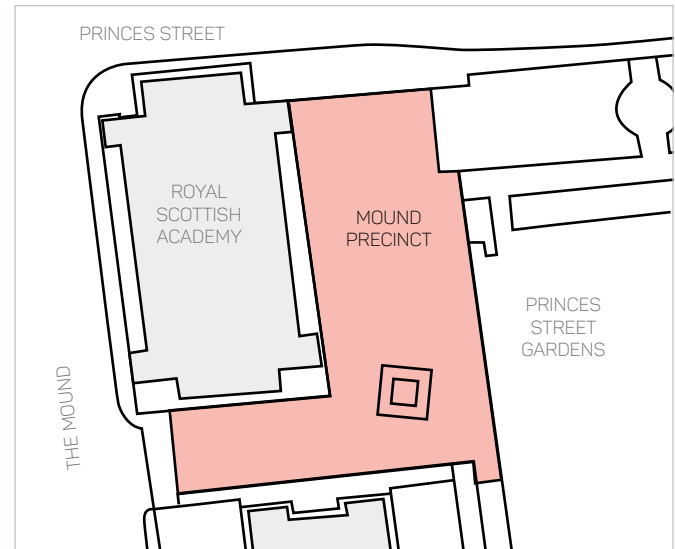 PRINCES STREET
ROYAL
SCOTTISH
ACADEMY
MOUND
PRECINCT
PRINCES
STREET
GARDENS
THE MOUND